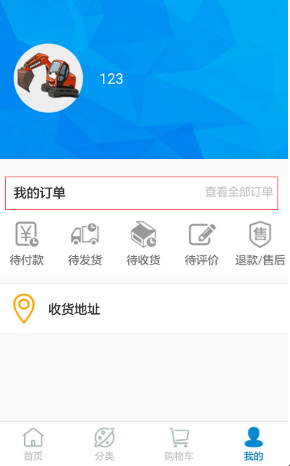 123
我的订单 查看全部订单
待付款 待发货 待收货 待评价 退款/售后
收货地址
首页 分类 购物车 我的